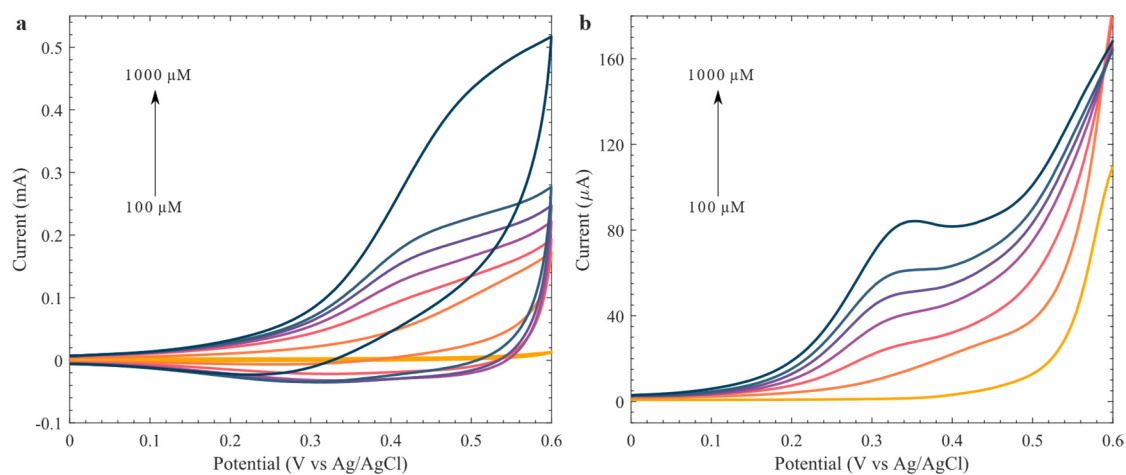 a
0.5
0.4
0.3
0.2
0.1
0
-0.1
Current (mA)
1000 µM
100 µM
0 0.1 0.2 0.3 0.4 0.5 0.6
Potential (V vs Ag/AgCl)
b
160
120
80
40
0
Current (µA)
1000 µM
100 µM
0 0.1 0.2 0.3 0.4 0.5 0.6
Potential (V vs Ag/AgCl)